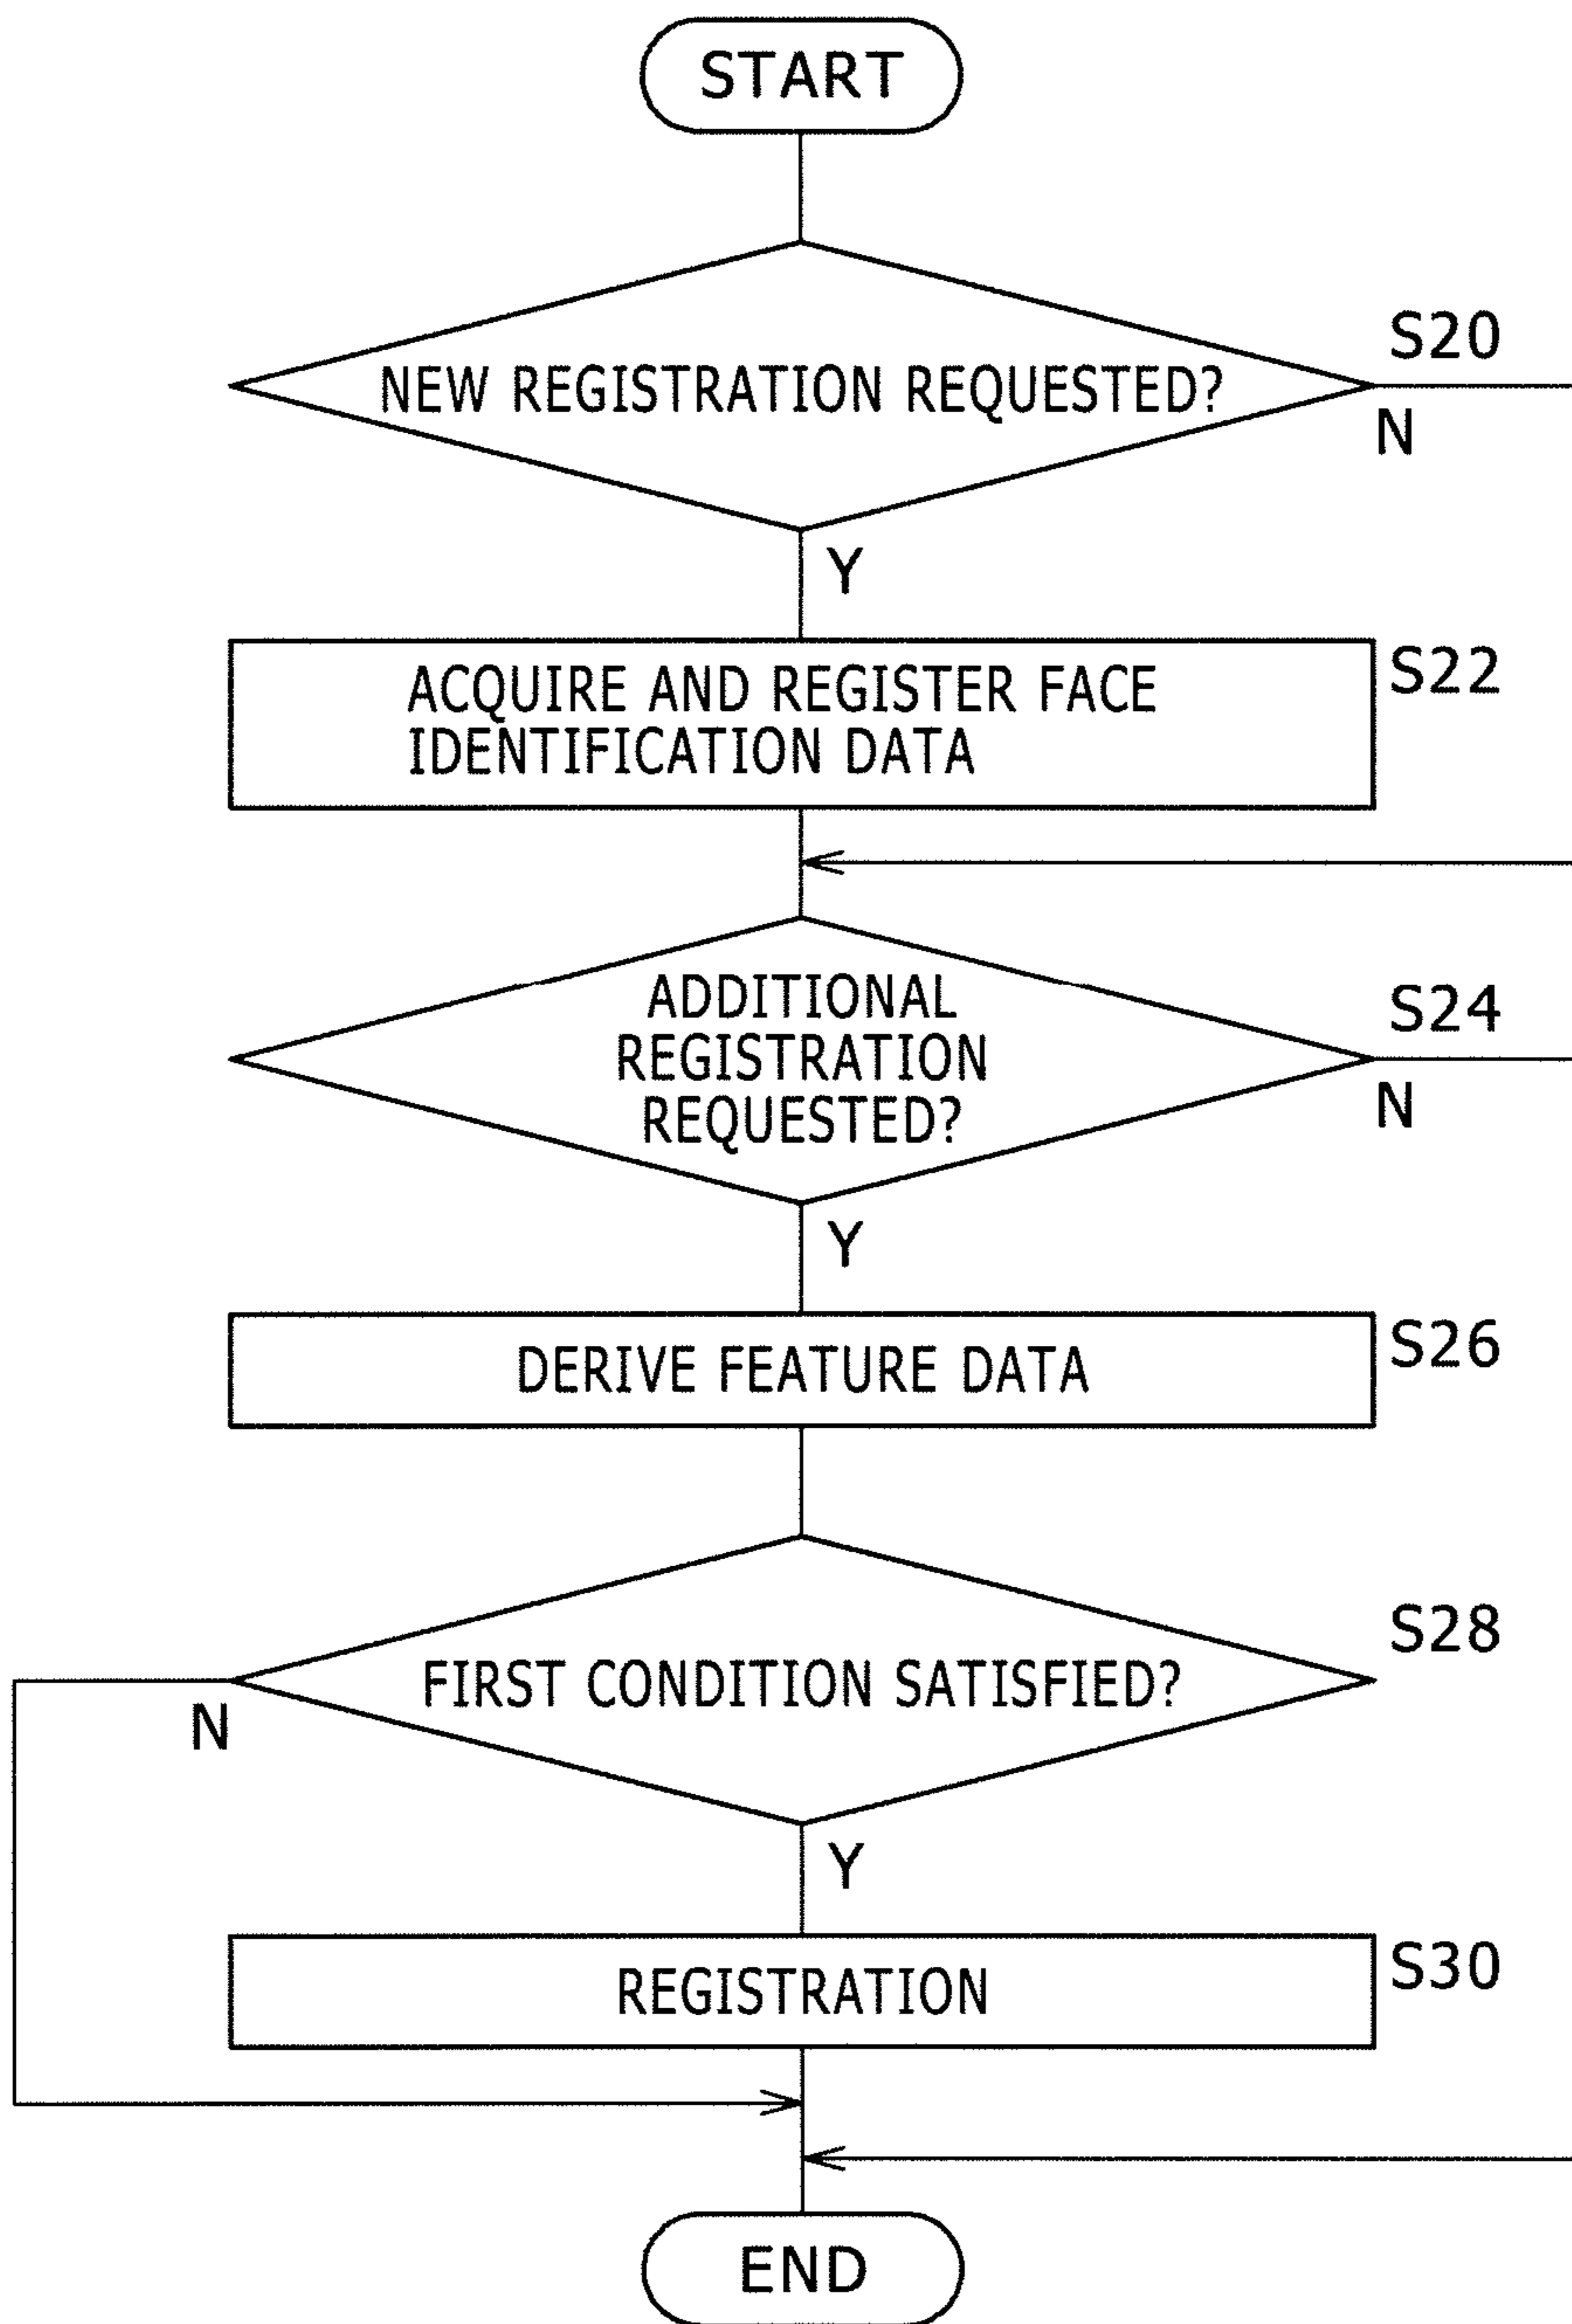 START
S20
NEW REGISTRATION REQUESTED?
N
Y
S22
ACQUIRE AND REGISTER FACE
IDENTIFICATION DATA
S24
ADDITIONAL
REGISTRATION
REQUESTED?
N
Y
S26
DERIVE FEATURE DATA
S28
FIRST CONDITION SATISFIED?
N
Y
S30
REGISTRATION
END